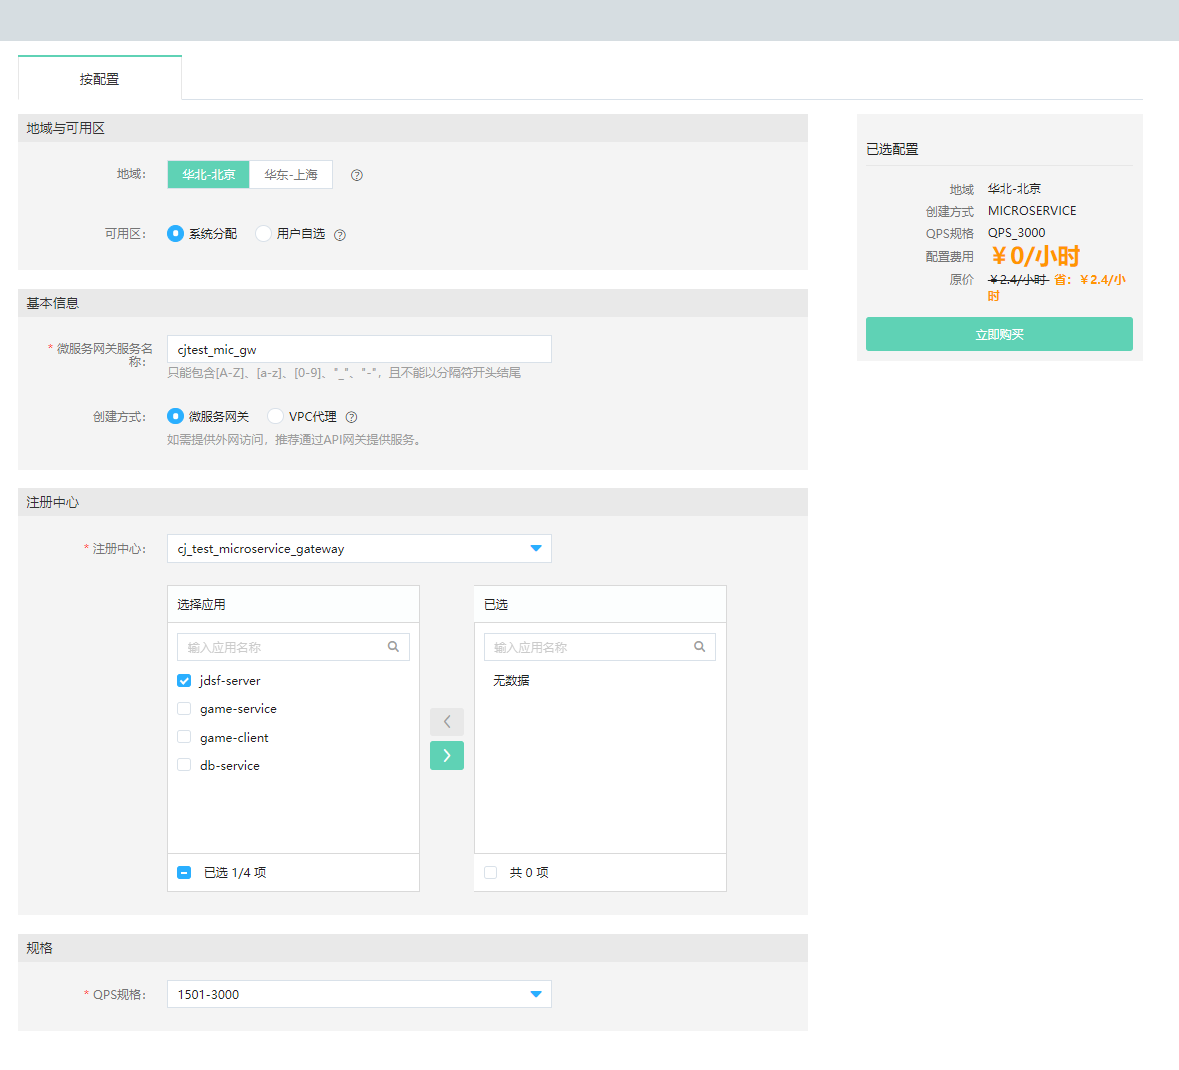 按配置
地域与可用区
地域： 华北-北京 华东-上海
可用区： 系统分配 用户自选
基本信息
* 微服务网关服务名称： cjtest_mic_gw
只能包含[A-Z]、[a-z]、[0-9]、"_"、"-"，且不能以分隔符开头结尾
创建方式： 微服务网关 VPC代理
如需提供外网访问，推荐通过API网关提供服务。
注册中心
* 注册中心： cj_test_microservice_gateway
选择应用
输入应用名称
jdsf-server
game-service
game-client
db-service
已选 1/4 项
已选
输入应用名称
无数据
共 0 项
规格
* QPS规格： 1501-3000
已选配置
地域 华北-北京
创建方式 MICROSERVICE
QPS规格 QPS_3000
配置费用 ￥0/小时
原价 ￥2.4/小时 省：￥2.4/小
时
立即购买